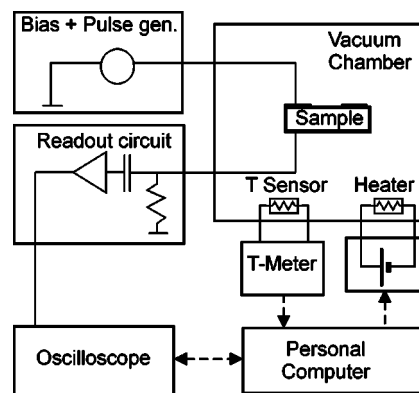 Bias + Pulse gen.
Vacuum
Chamber
Sample
Readout circuit
T Sensor
Heater
T-Meter
Oscilloscope
Personal
Computer